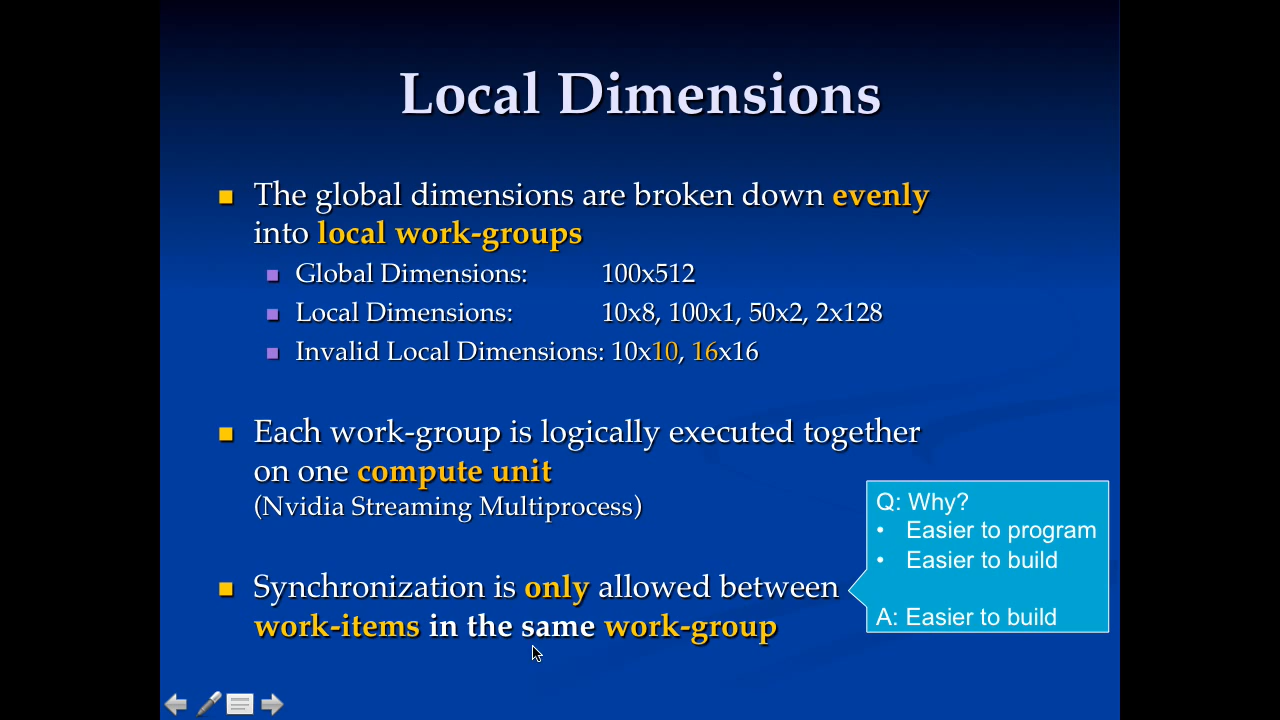 Local Dimensions
The global dimensions are broken down evenly
into local work-groups
Global Dimensions: 100x512
Local Dimensions: 10x8, 100x1, 50x2, 2x128
Invalid Local Dimensions: 10x10, 16x16
Each work-group is logically executed together
on one compute unit
(Nvidia Streaming Multiprocess)
Synchronization is only allowed between
work-items in the same work-group
Q: Why?
• Easier to program
• Easier to build
A: Easier to build